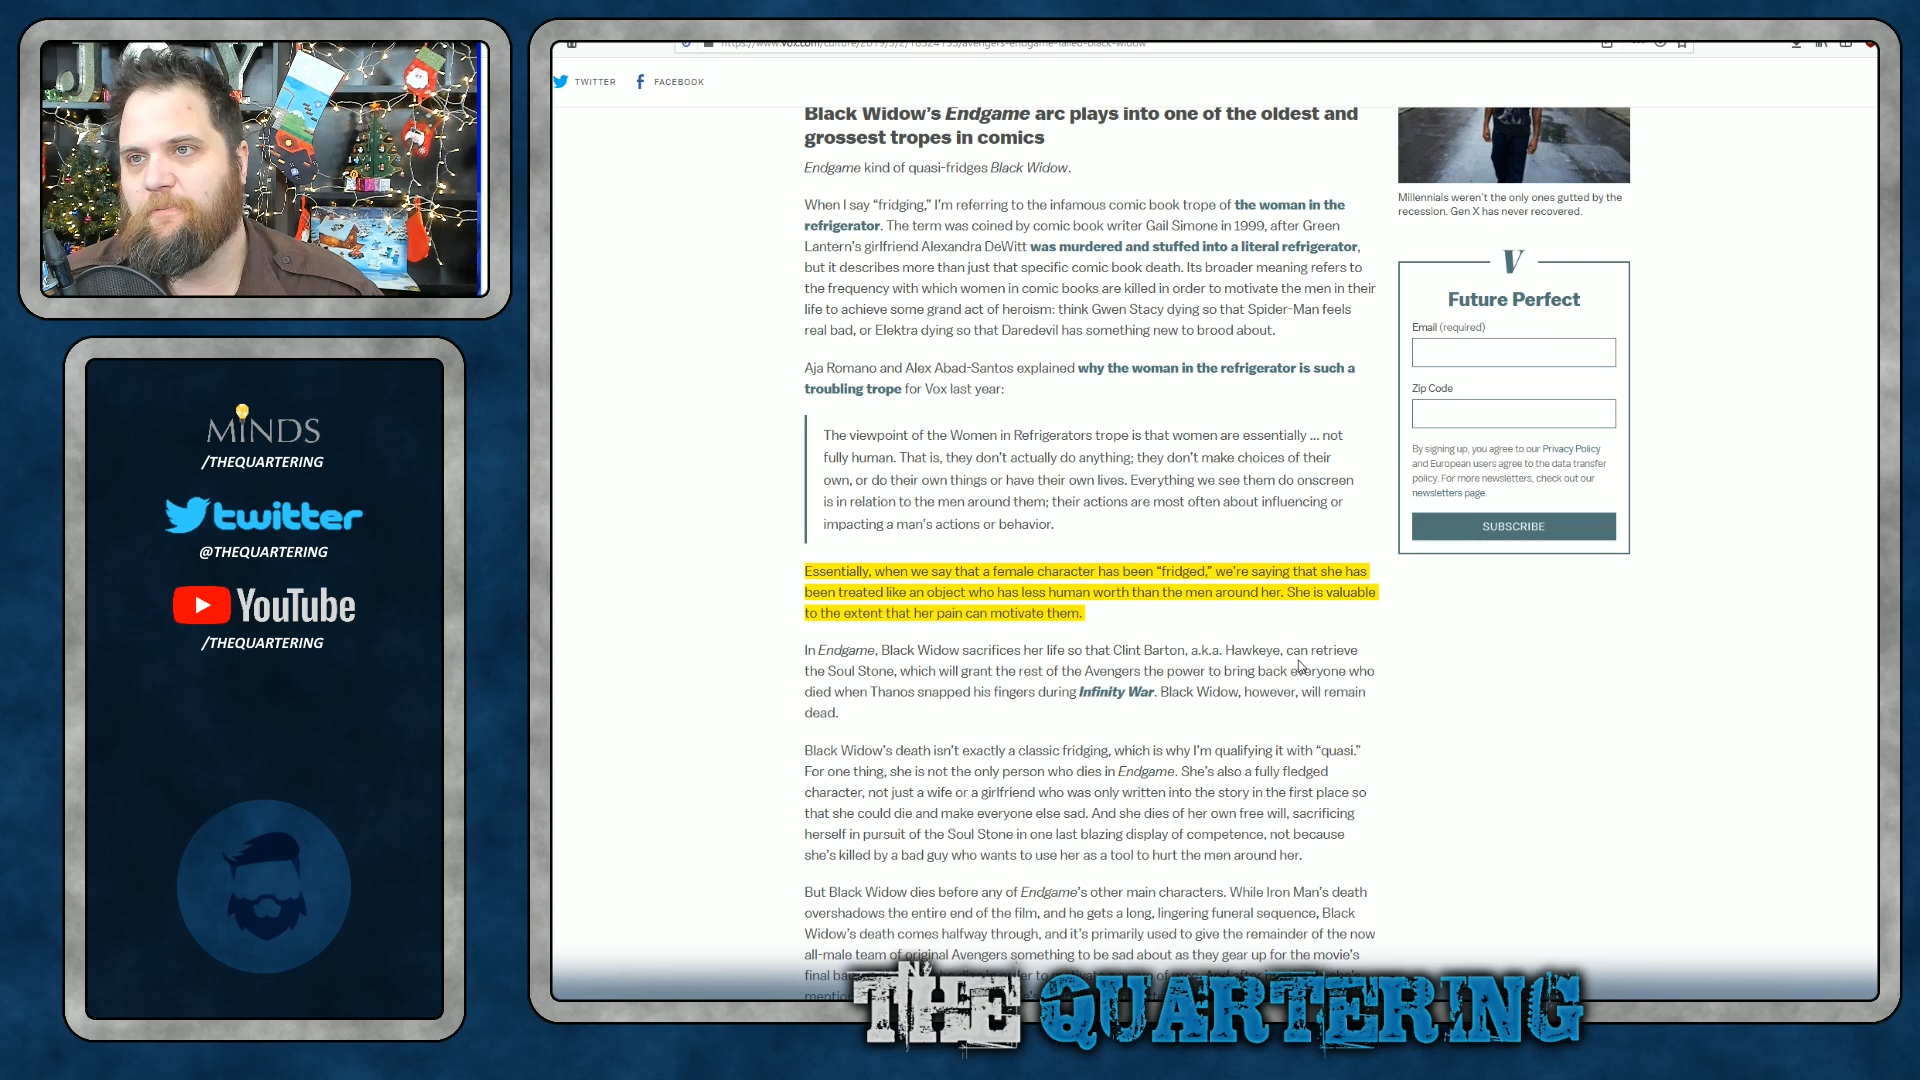 MINDS
/THEQUARTERING
twitter
@THEQUARTERING
YouTube
/THEQUARTERING
TWITTER
FACEBOOK
Black Widow's Endgame arc plays into one of the oldest and
grossest tropes in comics
Endgame kind of quasi-fridges Black Widow.
When I say “fridging,” I'm referring to the infamous comic book trope of the woman in the
refrigerator. The term was coined by comic book writer Gail Simone in 1999, after Green
Lantern's girlfriend Alexandra DeWitt was murdered and stuffed into a literal refrigerator,
but it describes more than just that specific comic book death. Its broader meaning refers to
the frequency with which women in comic books are killed in order to motivate the men in their
life to achieve some grand act of heroism: think Gwen Stacy dying so that Spider-Man feels
real bad, or Elektra dying so that Daredevil has something new to brood about.
Aja Romano and Alex Abad-Santos explained why the woman in the refrigerator is such a
troubling trope for Vox last year:
The viewpoint of the Women in Refrigerators trope is that women are essentially ... not
fully human. That is, they don't actually do anything; they don't make choices of their
own, or do their own things or have their own lives. Everything we see them do onscreen
is in relation to the men around them; their actions are most often about influencing or
impacting a man's actions or behavior.
Essentially, when we say that a female character has been “fridged,” we're saying that she has
been treated like an object who has less human worth than the men around her. She is valuable
to the extent that her pain can motivate them.
In Endgame, Black Widow sacrifices her life so that Clint Barton, a.k.a. Hawkeye, can retrieve
the Soul Stone, which will grant the rest of the Avengers the power to bring back everyone who
died when Thanos snapped his fingers during Infinity War. Black Widow, however, will remain
dead.
Black Widow's death isn't exactly a classic fridging, which is why I'm qualifying it with “quasi.”
For one thing, she is not the only person who dies in Endgame. She's also a fully fledged
character, not just a wife or a girlfriend who was only written into the story in the first place so
that she could die and make everyone else sad. And she dies of her own free will, sacrificing
herself in pursuit of the Soul Stone in one last blazing display of competence, not because
she's killed by a bad guy who wants to use her as a tool to hurt the men around her.
But Black Widow dies before any of Endgame's other main characters. While Iron Man's death
overshadows the entire end of the film, and he gets a long, lingering funeral sequence, Black
Widow's death comes halfway through, and it's primarily used to give the remainder of the now
all-male team of original Avengers something to be sad about as they gear up for the movie's
final
Millennials weren't the only ones gutted by the
recession. Gen X has never recovered.
V
Future Perfect
Email (required)
Zip Code
By signing up, you agree to our Privacy Policy
and European users agree to the data transfer
policy. For more newsletters, check out our
newsletters page.
SUBSCRIBE
THE QUARTERING